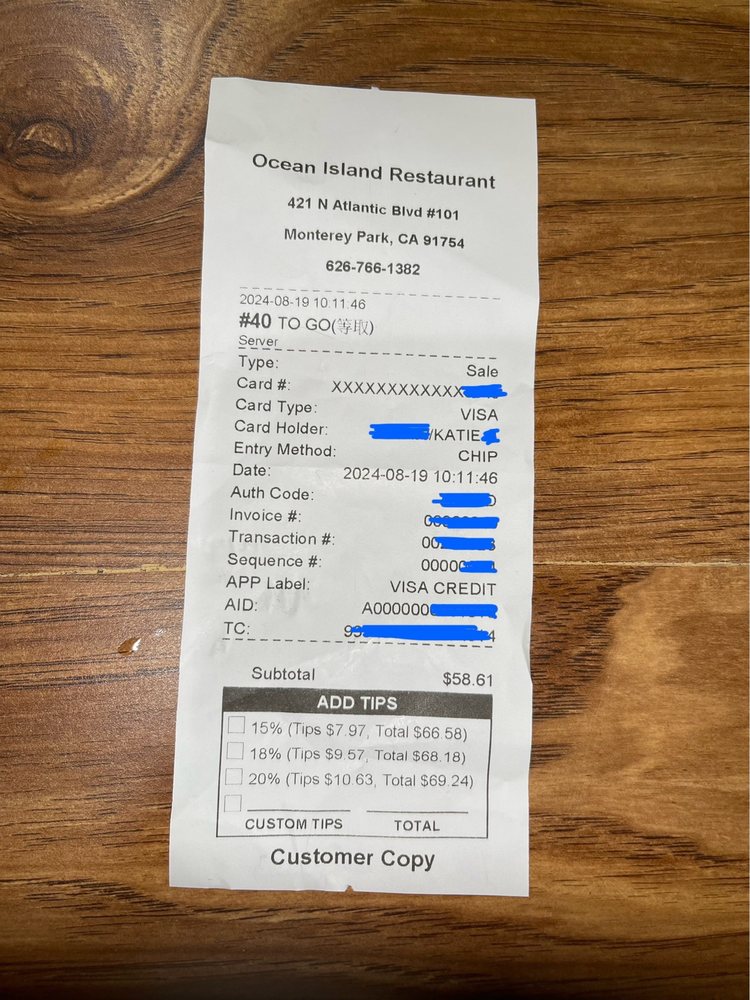 Ocean Island Restaurant
421 N Atlantic Blvd #101
Monterey Park, CA 91754
626-766-1382
2024-08-19 10:11:46
#40 TO GO(等取)
Server
Type: Sale
Card #: XXXXXXXXXXXX
Card Type: VISA
Card Holder: /KATIE
Entry Method: CHIP
Date: 2024-08-19 10:11:46
Auth Code:
Invoice #:
Transaction #: 00
Sequence #: 0000
APP Label: VISA CREDIT
AID: A000000
TC:
Subtotal $58.61
ADD TIPS
15% (Tips $7.97, Total $66.58)
18% (Tips $9.57, Total $68.18)
20% (Tips $10.63, Total $69.24)
CUSTOM TIPS TOTAL
Customer Copy